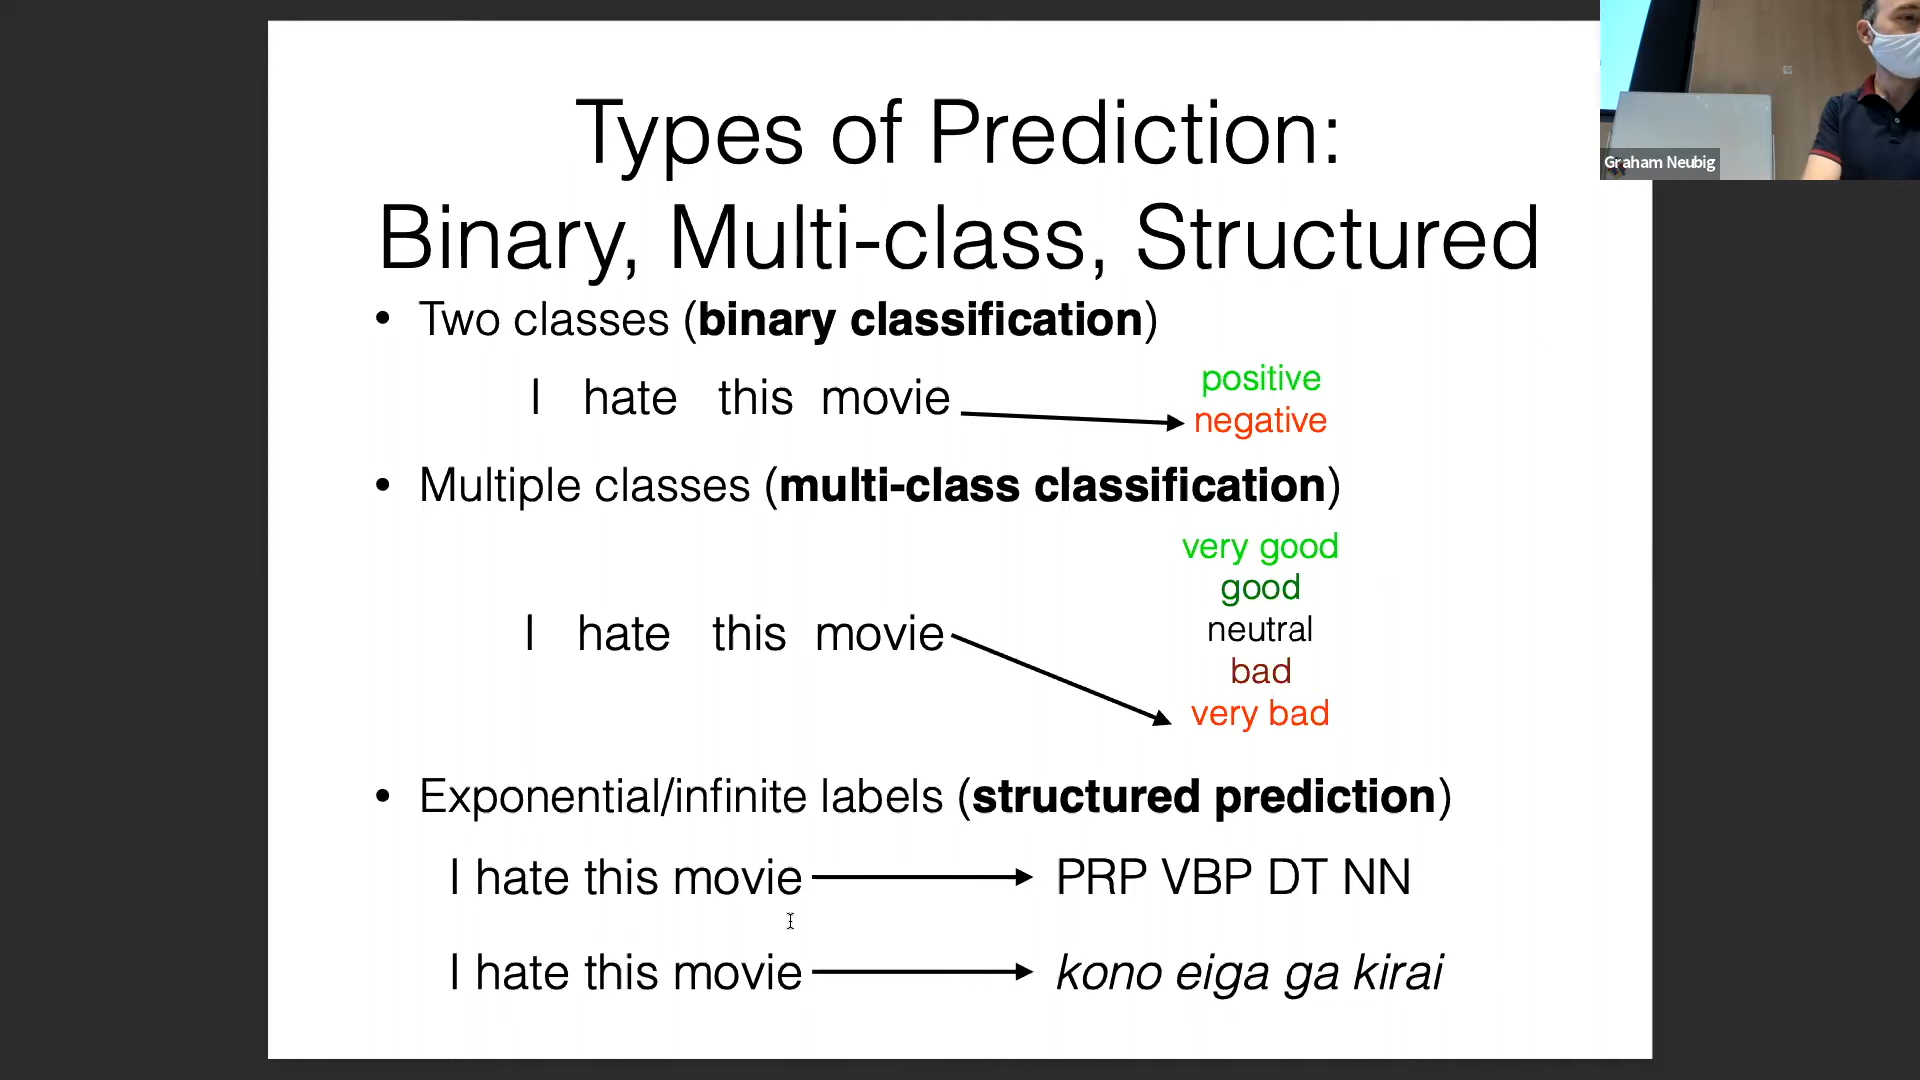 Types of Prediction:
Binary, Multi-class, Structured
• Two classes (binary classification)
I hate this movie
positive
negative
• Multiple classes (multi-class classification)
very good
good
neutral
bad
very bad
I hate this movie
• Exponential/infinite labels (structured prediction)
I hate this movie PRP VBP DT NN
I hate this movie kono eiga ga kirai
Graham Neubig